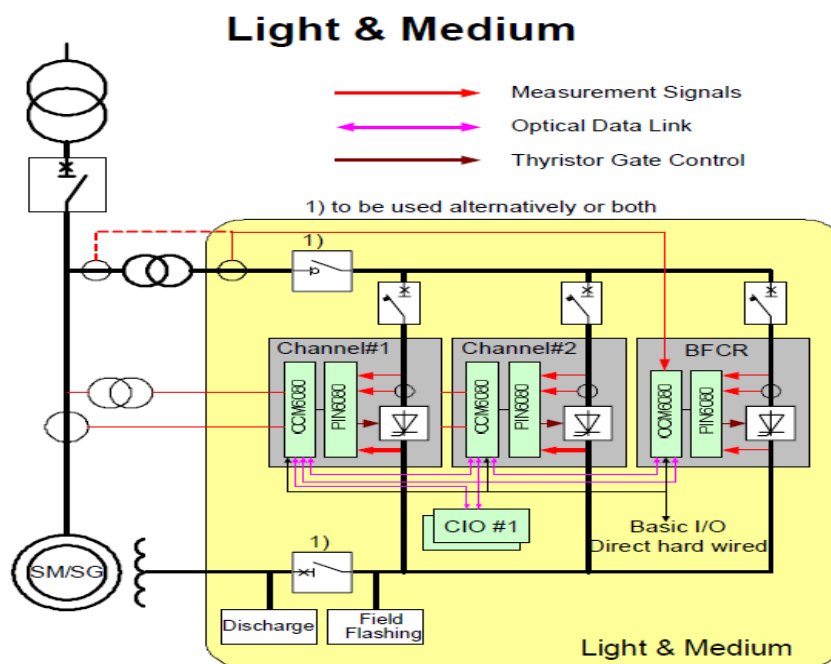 Light & Medium
Measurement Signals
Optical Data Link
Thyristor Gate Control
1) to be used alternatively or both
1)
Channel#1
Channel#2
BFCR
CCM6080
PIN6080
CCM6080
PIN6080
CCM6080
PIN6080
CIO #1
Basic I/O
Direct hard wired
1)
SM/SG
Discharge
Field
Flashing
Light & Medium